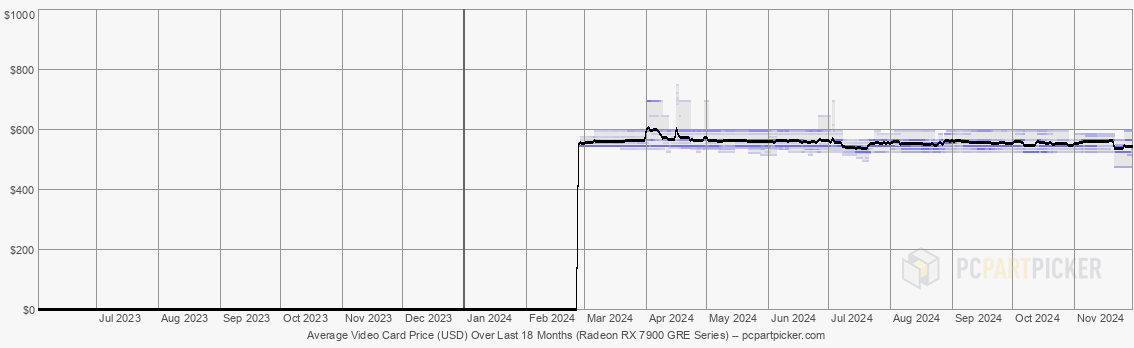 $1000
$800
$600
$400
$200
$0
PCPARTPICKER
Jul 2023 Aug 2023 Sep 2023 Oct 2023 Nov 2023 Dec 2023 Jan 2024 Feb 2024 Mar 2024 Apr 2024 May 2024 Jun 2024 Jul 2024 Aug 2024 Sep 2024 Oct 2024 Nov 2024
Average Video Card Price (USD) Over Last 18 Months (Radeon RX 7900 GRE Series) – pcpartpicker.com